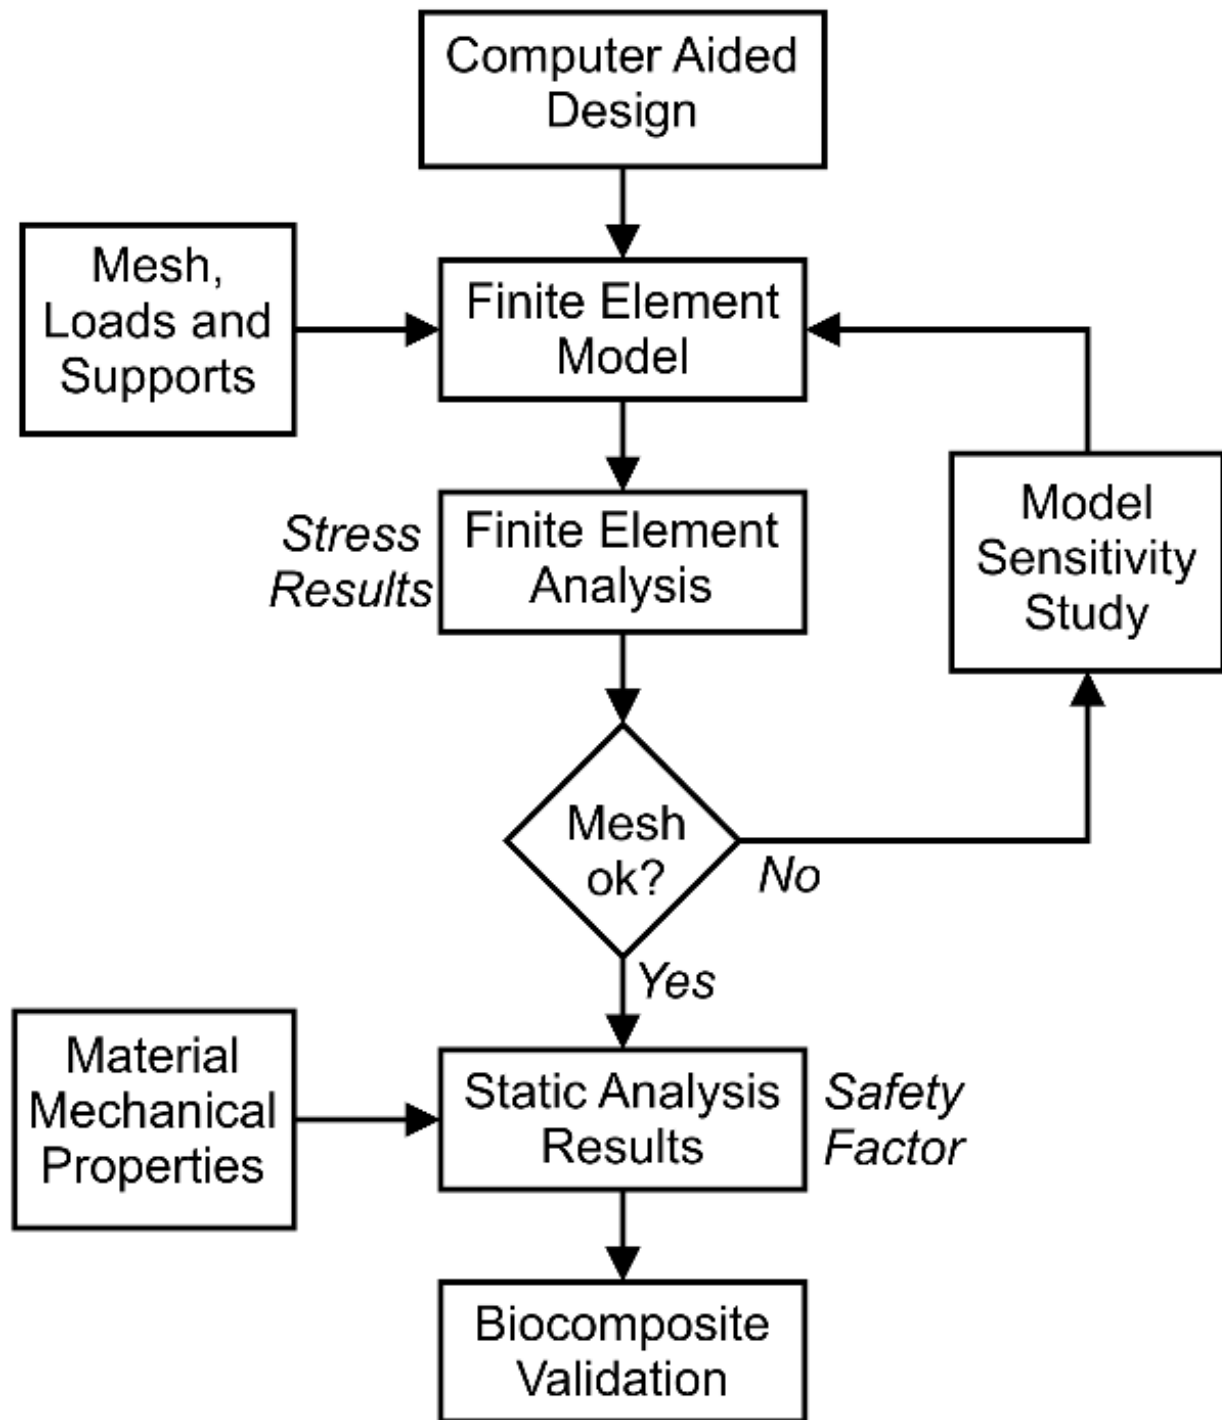 Computer Aided
Design
Mesh,
Loads and
Supports
Finite Element
Model
Stress
Results
Finite Element
Analysis
Model
Sensitivity
Study
Mesh
ok?
No
Yes
Material
Mechanical
Properties
Static Analysis
Results
Safety
Factor
Biocomposite
Validation